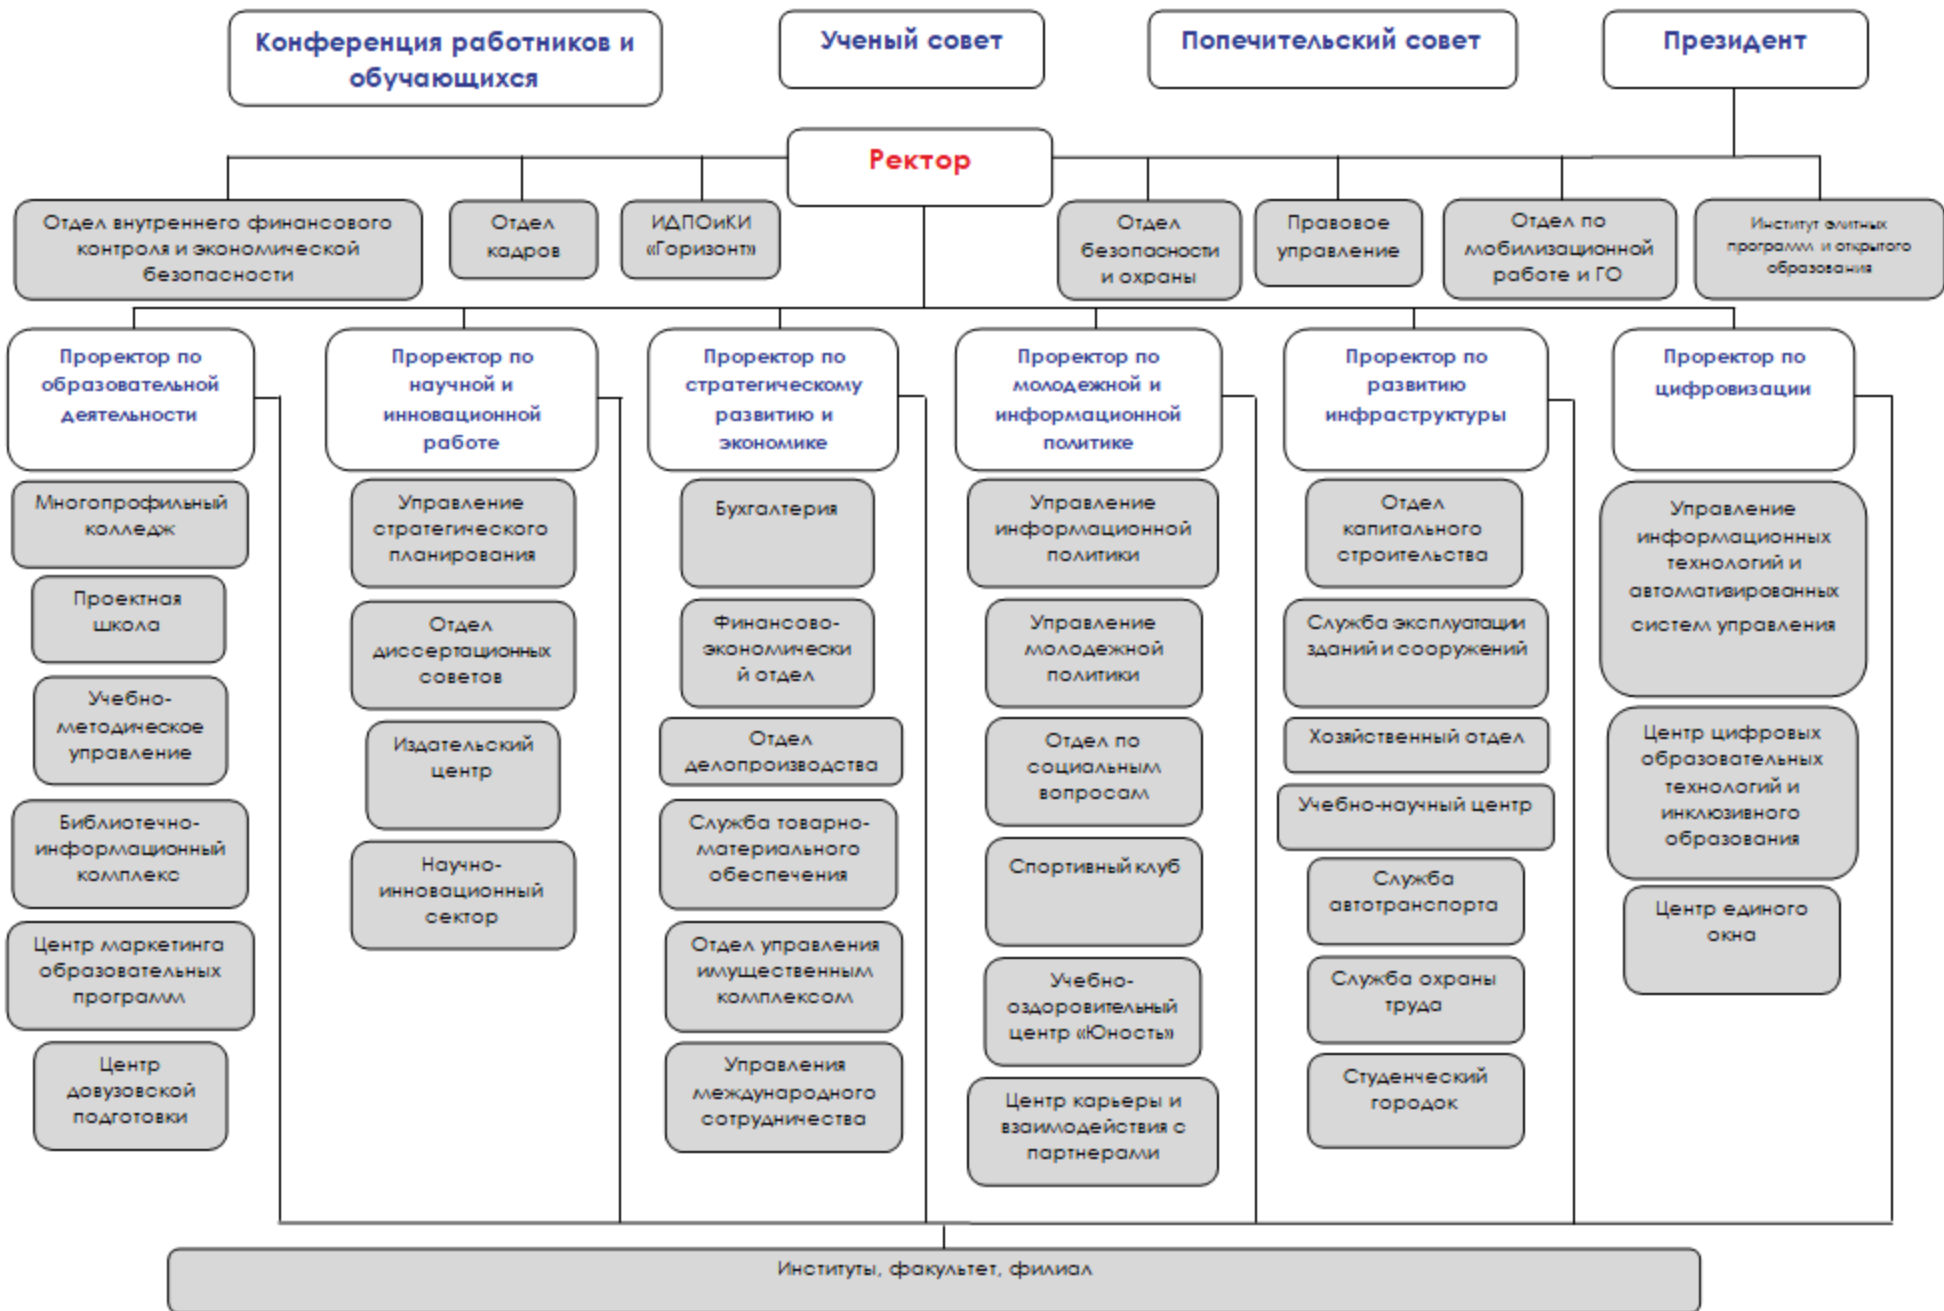 Конференция работников и
обучающихся
Ученый совет
Попечительский совет
Президент
Ректор
Отдел внутреннего финансового
контроля и экономической
безопасности
Отдел
кадров
ИДПОиКИ
«Горизонт»
Отдел
безопасности
и охраны
Правовое
управление
Отдел по
мобилизационной
работе и ГО
Институт элитных
программ и открытого
образования
Проректор по
образовательной
деятельности
Проректор по
научной и
инновационной
работе
Проректор по
стратегическому
развитию и
экономике
Проректор по
молодежной и
информационной
политике
Проректор по
развитию
инфраструктуры
Проректор по
цифровизации
Многопрофильный
колледж
Проектная
школа
Учебно-
методическое
управление
Библиотечно-
информационный
комплекс
Центр маркетинга
образовательных
программ
Центр
довузовской
подготовки
Управление
стратегического
планирования
Отдел
диссертационных
советов
Издательский
центр
Научно-
инновационный
сектор
Бухгалтерия
Финансово-
экономически
й отдел
Отдел
делопроизводства
Служба товарно-
материального
обеспечения
Отдел управления
имущественным
комплексом
Управления
международного
сотрудничества
Управление
информационной
политики
Управление
молодежной
политики
Отдел по
социальным
вопросам
Спортивный клуб
Учебно-
оздоровительный
центр «Юность»
Центр карьеры и
взаимодействия с
партнерами
Отдел
капитального
строительства
Служба эксплуатации
зданий и сооружений
Хозяйственный отдел
Учебно-научный центр
Служба
автотранспорта
Служба охраны
труда
Студенческий
городок
Управление
информационных
технологий и
автоматизированных
систем управления
Центр цифровых
образовательных
технологий и
инклюзивного
образования
Центр единого
окна
Институты, факультет, филиал